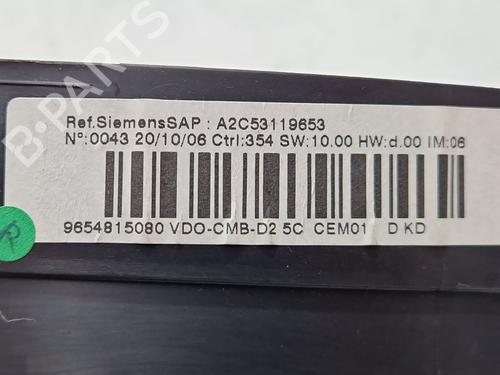 Ref.SiemensSAP : A2C53119653
N°:0043 20/10/06 Ctrl:354 SW:10.00 HW:d.00 IM:06
9654815080 VDO-CMB-D2 5C CEM01 D KD
B-Parts